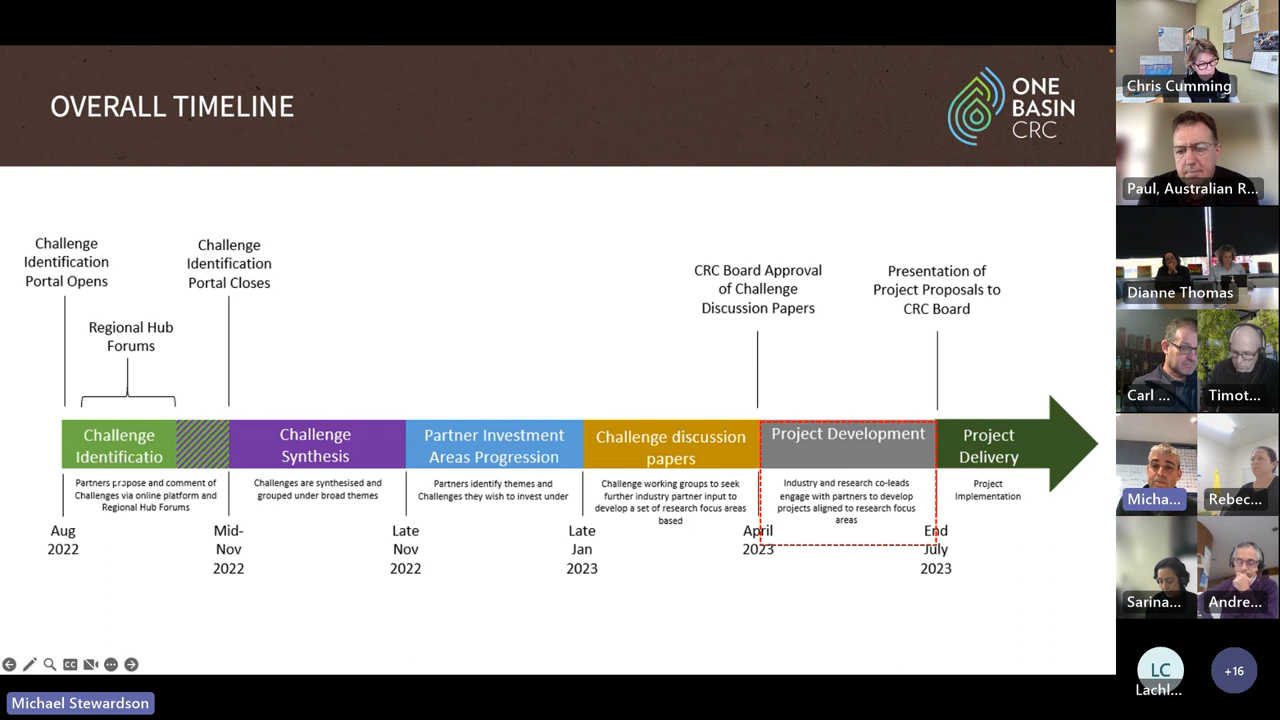 OVERALL TIMELINE
ONE
BASIN
CRC
Challenge
Identification
Portal Opens
Challenge
Identification
Portal Closes
Regional Hub
Forums
CRC Board Approval
of Challenge
Discussion Papers
Presentation of
Project Proposals to
CRC Board
Challenge
Identificatio
Challenge
Synthesis
Partner Investment
Areas Progression
Challenge discussion
papers
Project Development
Project
Delivery
Partners propose and comment of
Challenges via online platform and
Regional Hub Forums
Challenges are synthesised and
grouped under broad themes
Partners identify themes and
Challenges they wish to invest under
Challenge working groups to seek
further industry partner input to
develop a set of research focus areas
based
Industry and research co-leads
engage with partners to develop
projects aligned to research focus
areas
Project
Implementation
Aug
2022
Mid-
Nov
2022
Late
Nov
2022
Late
Jan
2023
April
2023
End
July
2023
Michael Stewardson
Chris Cumming
Paul, Australian R...
Dianne Thomas
Carl ...
Timot...
Micha...
Rebec...
Sarina...
Andre...
LC
Lachl...
+16